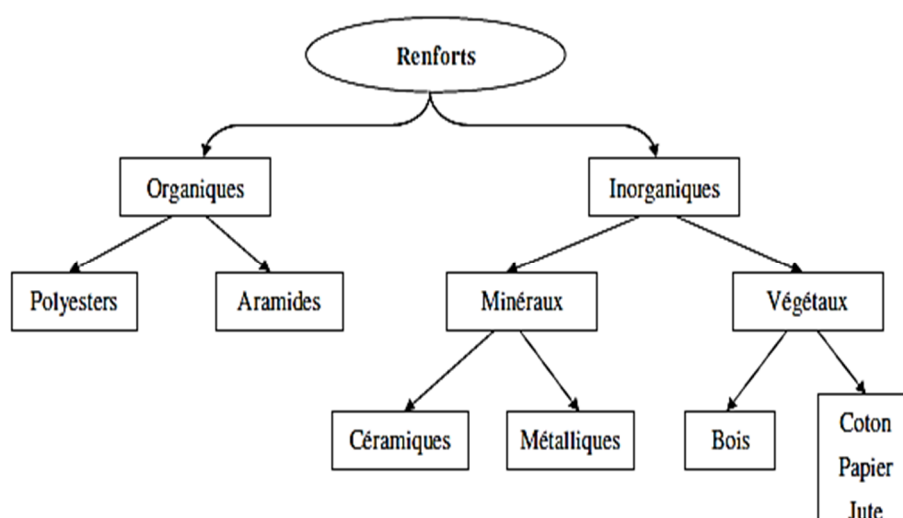 Renforts
Organiques
Inorganiques
Polyesters
Aramides
Minéraux
Végétaux
Céramiques
Métalliques
Bois
Coton
Papier
Jute